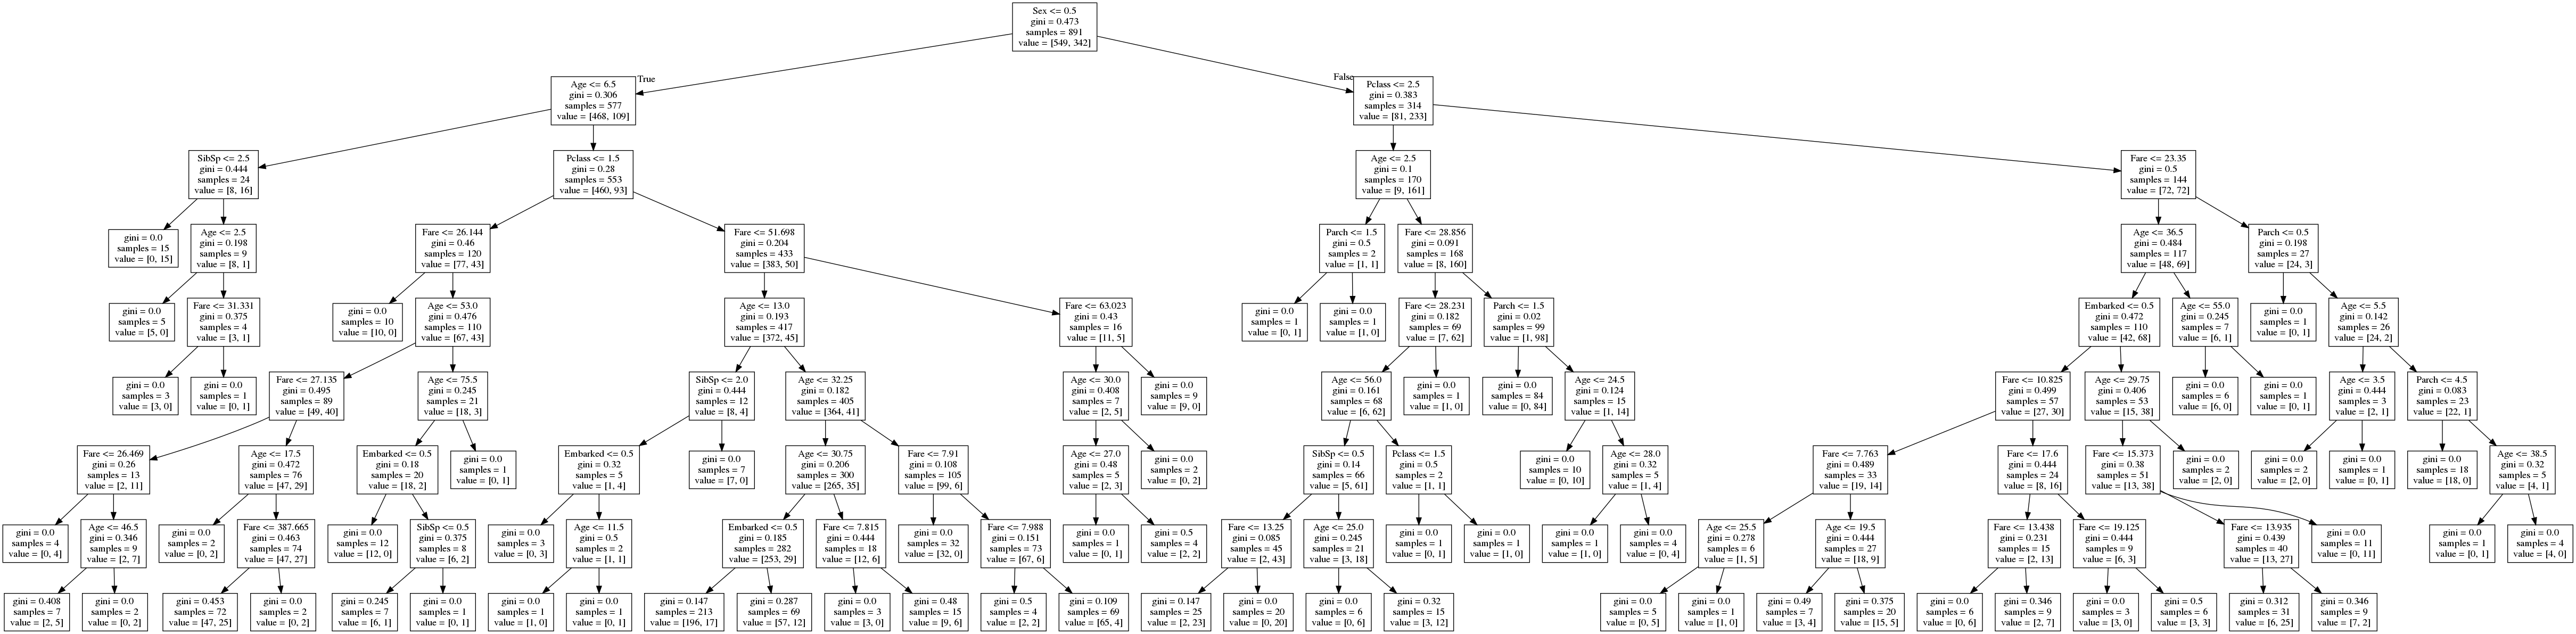 Sex <= 0.5
gini = 0.473
samples = 891
value = [549, 342]
True
False
Age <= 6.5
gini = 0.306
samples = 577
value = [468, 109]
Pclass <= 2.5
gini = 0.383
samples = 314
value = [81, 233]
SibSp <= 2.5
gini = 0.444
samples = 24
value = [8, 16]
Pclass <= 1.5
gini = 0.28
samples = 553
value = [460, 93]
Age <= 2.5
gini = 0.1
samples = 170
value = [9, 161]
Fare <= 23.35
gini = 0.5
samples = 144
value = [72, 72]
gini = 0.0
samples = 15
value = [0, 15]
Age <= 2.5
gini = 0.198
samples = 9
value = [8, 1]
Fare <= 26.144
gini = 0.46
samples = 120
value = [77, 43]
Fare <= 51.698
gini = 0.204
samples = 433
value = [383, 50]
Parch <= 1.5
gini = 0.5
samples = 2
value = [1, 1]
Fare <= 28.856
gini = 0.091
samples = 168
value = [8, 160]
Age <= 36.5
gini = 0.484
samples = 117
value = [48, 69]
Parch <= 0.5
gini = 0.198
samples = 27
value = [24, 3]
gini = 0.0
samples = 5
value = [5, 0]
Fare <= 31.331
gini = 0.375
samples = 4
value = [3, 1]
gini = 0.0
samples = 10
value = [10, 0]
Age <= 53.0
gini = 0.476
samples = 110
value = [67, 43]
Age <= 13.0
gini = 0.193
samples = 417
value = [372, 45]
Fare <= 63.023
gini = 0.43
samples = 16
value = [11, 5]
gini = 0.0
samples = 1
value = [0, 1]
gini = 0.0
samples = 1
value = [1, 0]
Fare <= 28.231
gini = 0.182
samples = 69
value = [7, 62]
Parch <= 1.5
gini = 0.02
samples = 99
value = [1, 98]
Embarked <= 0.5
gini = 0.472
samples = 110
value = [42, 68]
Age <= 55.0
gini = 0.245
samples = 7
value = [6, 1]
gini = 0.0
samples = 1
value = [0, 1]
Age <= 5.5
gini = 0.142
samples = 26
value = [24, 2]
gini = 0.0
samples = 3
value = [3, 0]
gini = 0.0
samples = 1
value = [0, 1]
Fare <= 27.135
gini = 0.495
samples = 89
value = [49, 40]
Age <= 75.5
gini = 0.245
samples = 21
value = [18, 3]
SibSp <= 2.0
gini = 0.444
samples = 12
value = [8, 4]
Age <= 32.25
gini = 0.182
samples = 405
value = [364, 41]
Age <= 30.0
gini = 0.408
samples = 7
value = [2, 5]
gini = 0.0
samples = 9
value = [9, 0]
Age <= 56.0
gini = 0.161
samples = 68
value = [6, 62]
gini = 0.0
samples = 1
value = [1, 0]
gini = 0.0
samples = 84
value = [0, 84]
Age <= 24.5
gini = 0.124
samples = 15
value = [1, 14]
Fare <= 10.825
gini = 0.499
samples = 57
value = [27, 30]
Age <= 29.75
gini = 0.406
samples = 53
value = [15, 38]
gini = 0.0
samples = 6
value = [6, 0]
gini = 0.0
samples = 1
value = [0, 1]
Age <= 3.5
gini = 0.444
samples = 3
value = [2, 1]
Parch <= 4.5
gini = 0.083
samples = 23
value = [22, 1]
Fare <= 26.469
gini = 0.26
samples = 13
value = [2, 11]
Age <= 17.5
gini = 0.472
samples = 76
value = [47, 29]
Embarked <= 0.5
gini = 0.18
samples = 20
value = [18, 2]
gini = 0.0
samples = 1
value = [0, 1]
Embarked <= 0.5
gini = 0.32
samples = 5
value = [1, 4]
gini = 0.0
samples = 7
value = [7, 0]
Age <= 30.75
gini = 0.206
samples = 300
value = [265, 35]
Fare <= 7.91
gini = 0.108
samples = 105
value = [99, 6]
Age <= 27.0
gini = 0.48
samples = 5
value = [2, 3]
gini = 0.0
samples = 2
value = [0, 2]
SibSp <= 0.5
gini = 0.14
samples = 66
value = [5, 61]
Pclass <= 1.5
gini = 0.5
samples = 2
value = [1, 1]
gini = 0.0
samples = 10
value = [0, 10]
Age <= 28.0
gini = 0.32
samples = 5
value = [1, 4]
Fare <= 7.763
gini = 0.489
samples = 33
value = [19, 14]
Fare <= 17.6
gini = 0.444
samples = 24
value = [8, 16]
Fare <= 15.373
gini = 0.38
samples = 51
value = [13, 38]
gini = 0.0
samples = 2
value = [2, 0]
gini = 0.0
samples = 2
value = [2, 0]
gini = 0.0
samples = 1
value = [0, 1]
gini = 0.0
samples = 18
value = [18, 0]
Age <= 38.5
gini = 0.32
samples = 5
value = [4, 1]
gini = 0.0
samples = 4
value = [0, 4]
Age <= 46.5
gini = 0.346
samples = 9
value = [2, 7]
gini = 0.0
samples = 2
value = [0, 2]
Fare <= 387.665
gini = 0.463
samples = 74
value = [47, 27]
gini = 0.0
samples = 12
value = [12, 0]
SibSp <= 0.5
gini = 0.375
samples = 8
value = [6, 2]
gini = 0.0
samples = 3
value = [0, 3]
Age <= 11.5
gini = 0.5
samples = 2
value = [1, 1]
Embarked <= 0.5
gini = 0.185
samples = 282
value = [253, 29]
Fare <= 7.815
gini = 0.444
samples = 18
value = [12, 6]
gini = 0.0
samples = 32
value = [32, 0]
Fare <= 7.988
gini = 0.151
samples = 73
value = [67, 6]
gini = 0.0
samples = 1
value = [0, 1]
gini = 0.5
samples = 4
value = [2, 2]
Fare <= 13.25
gini = 0.085
samples = 45
value = [2, 43]
Age <= 25.0
gini = 0.245
samples = 21
value = [3, 18]
gini = 0.0
samples = 1
value = [0, 1]
gini = 0.0
samples = 1
value = [1, 0]
gini = 0.0
samples = 1
value = [1, 0]
gini = 0.0
samples = 4
value = [0, 4]
Age <= 25.5
gini = 0.278
samples = 6
value = [1, 5]
Age <= 19.5
gini = 0.444
samples = 27
value = [18, 9]
Fare <= 13.438
gini = 0.231
samples = 15
value = [2, 13]
Fare <= 19.125
gini = 0.444
samples = 9
value = [6, 3]
Fare <= 13.935
gini = 0.439
samples = 40
value = [13, 27]
gini = 0.0
samples = 11
value = [0, 11]
gini = 0.0
samples = 1
value = [0, 1]
gini = 0.0
samples = 4
value = [4, 0]
gini = 0.408
samples = 7
value = [2, 5]
gini = 0.0
samples = 2
value = [0, 2]
gini = 0.453
samples = 72
value = [47, 25]
gini = 0.0
samples = 2
value = [0, 2]
gini = 0.245
samples = 7
value = [6, 1]
gini = 0.0
samples = 1
value = [0, 1]
gini = 0.0
samples = 1
value = [1, 0]
gini = 0.0
samples = 1
value = [0, 1]
gini = 0.147
samples = 213
value = [196, 17]
gini = 0.287
samples = 69
value = [57, 12]
gini = 0.0
samples = 3
value = [3, 0]
gini = 0.48
samples = 15
value = [9, 6]
gini = 0.5
samples = 4
value = [2, 2]
gini = 0.109
samples = 69
value = [65, 4]
gini = 0.147
samples = 25
value = [2, 23]
gini = 0.0
samples = 20
value = [0, 20]
gini = 0.0
samples = 6
value = [0, 6]
gini = 0.32
samples = 15
value = [3, 12]
gini = 0.0
samples = 5
value = [0, 5]
gini = 0.0
samples = 1
value = [1, 0]
gini = 0.49
samples = 7
value = [3, 4]
gini = 0.375
samples = 20
value = [15, 5]
gini = 0.0
samples = 6
value = [0, 6]
gini = 0.346
samples = 9
value = [2, 7]
gini = 0.0
samples = 3
value = [3, 0]
gini = 0.5
samples = 6
value = [3, 3]
gini = 0.312
samples = 31
value = [6, 25]
gini = 0.346
samples = 9
value = [7, 2]